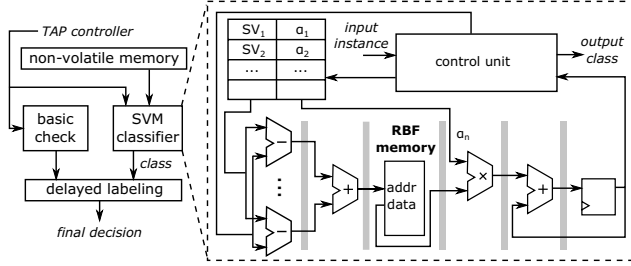 TAP controller
non-volatile memory
basic
check
SVM
classifier
class
delayed labeling
final decision
SV1 α1
SV2 α2
... ...
input
instance
control unit
output
class
RBF
memory
αn
addr
data
−
+
×
+
...
−